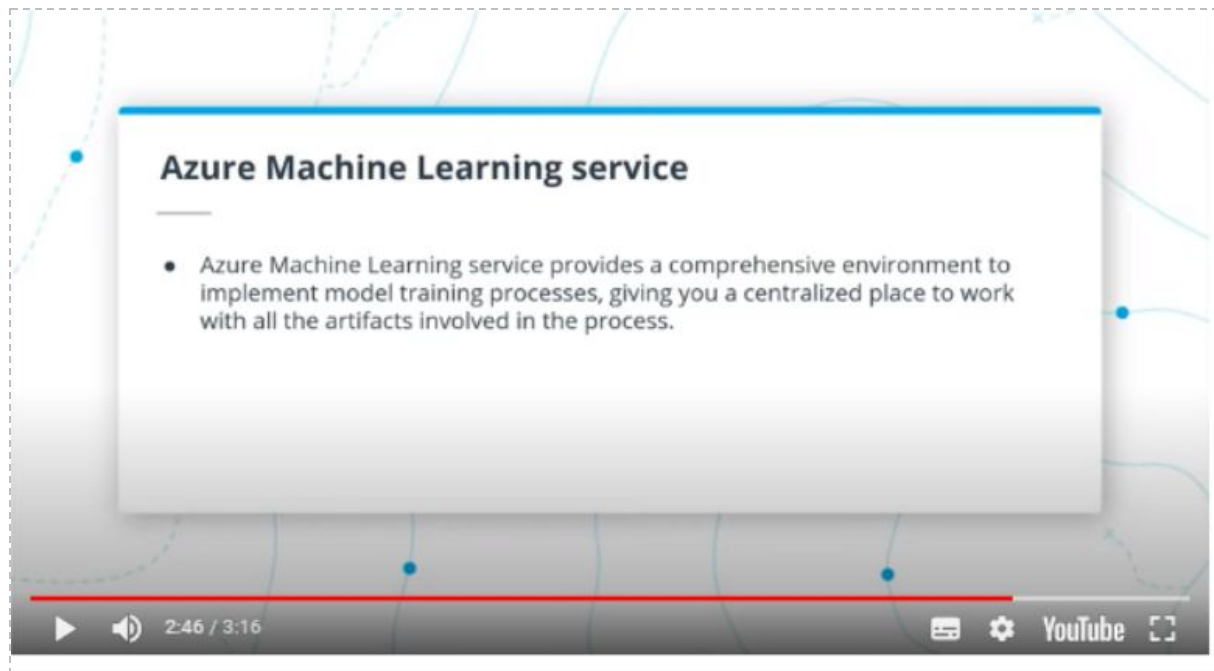 Azure Machine Learning service
● Azure Machine Learning service provides a comprehensive environment to
implement model training processes, giving you a centralized place to work
with all the artifacts involved in the process.
2:46 / 3:16
YouTube